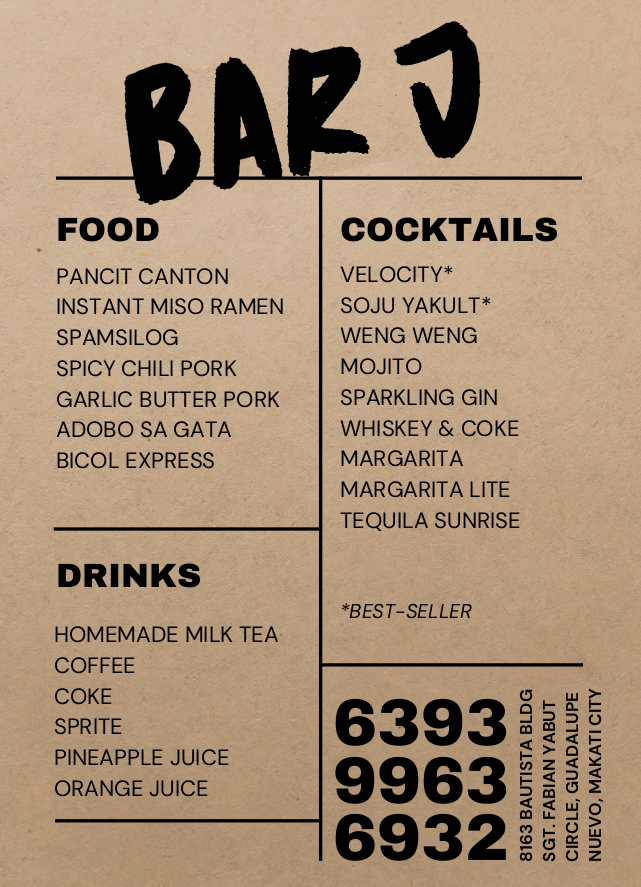 BAR J
FOOD
PANCIT CANTON
INSTANT MISO RAMEN
SPAMSILOG
SPICY CHILI PORK
GARLIC BUTTER PORK
ADOBO SA GATA
BICOL EXPRESS
DRINKS
HOMEMADE MILK TEA
COFFEE
COKE
SPRITE
PINEAPPLE JUICE
ORANGE JUICE
COCKTAILS
VELOCITY*
SOJU YAKULT*
WENG WENG
MOJITO
SPARKLING GIN
WHISKEY & COKE
MARGARITA
MARGARITA LITE
TEQUILA SUNRISE
*BEST-SELLER
6393
9963
6932
8163 BAUTISTA BLDG
SGT. FABIAN YABUT
CIRCLE, GUADALUPE
NUEVO, MAKATI CITY